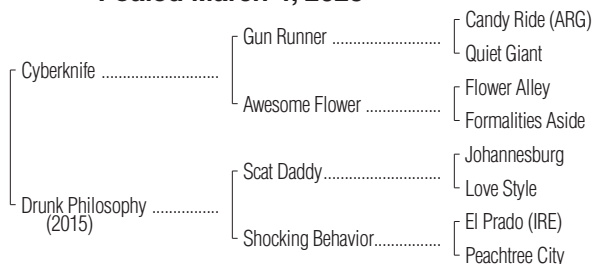 Foaled March 4, 2025
Candy Ride (ARG)
Gun Runner
Quiet Giant
Cyberknife
Flower Alley
Awesome Flower
Formalities Aside
Johannesburg
Scat Daddy
Love Style
Drunk Philosophy
(2015)
El Prado (IRE)
Shocking Behavior
Peachtree City